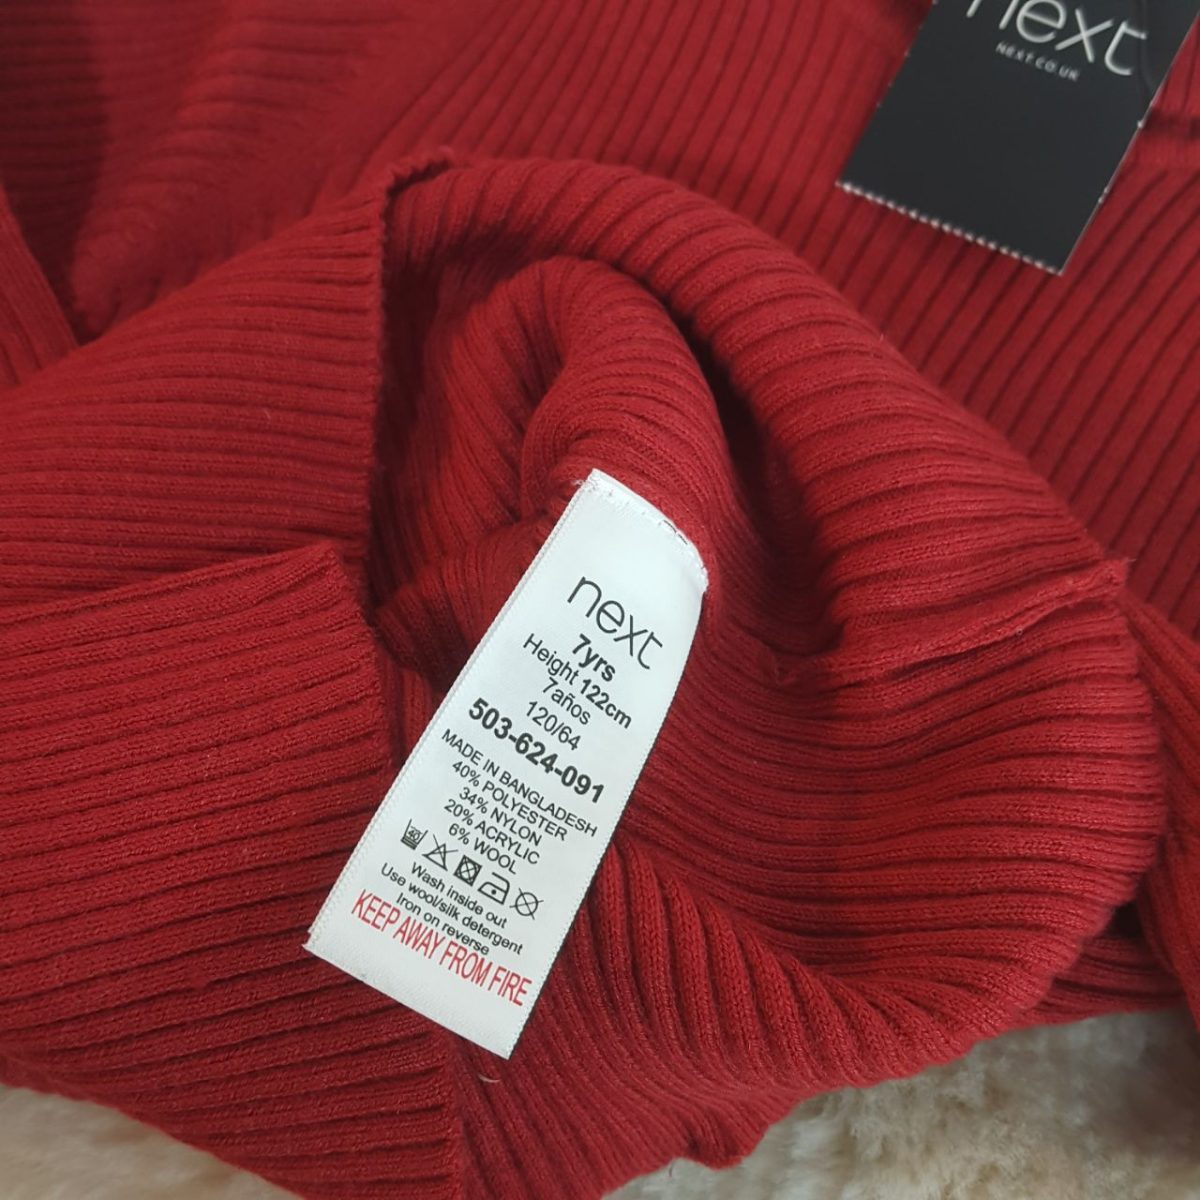 next
NEXT.CO.UK
next
7yrs
Height 122cm
7años
120/64
503-624-091
MADE IN BANGLADESH
40% POLYESTER
34% NYLON
20% ACRYLIC
6% WOOL
40
Wash inside out
Use wool/silk detergent
Iron on reverse
KEEP AWAY FROM FIRE